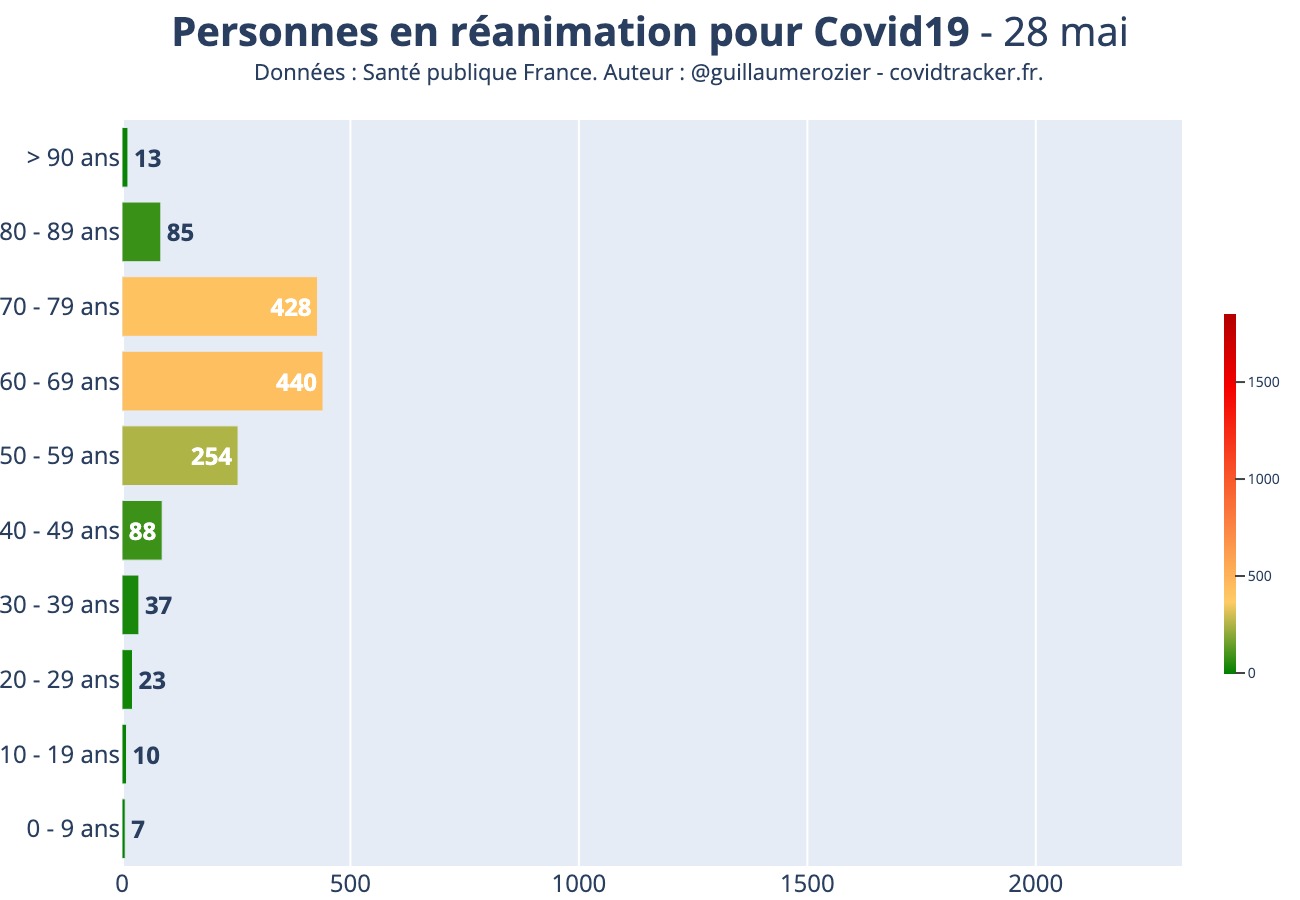 Personnes en réanimation pour Covid19 - 28 mai
Données : Santé publique France. Auteur : @guillaumerozier - covidtracker.fr.
> 90 ans 13
80 - 89 ans 85
70 - 79 ans 428
60 - 69 ans 440
50 - 59 ans 254
40 - 49 ans 88
30 - 39 ans 37
20 - 29 ans 23
10 - 19 ans 10
0 - 9 ans 7
0 500 1000 1500 2000
1500
1000
500
0